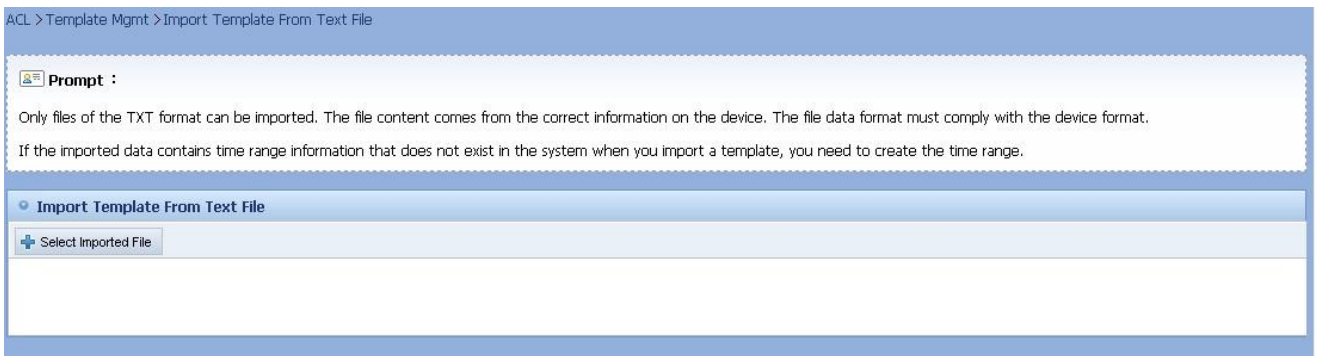 ACL > Template Mgmt > Import Template From Text File
Prompt :
Only files of the TXT format can be imported. The file content comes from the correct information on the device. The file data format must comply with the device format.
If the imported data contains time range information that does not exist in the system when you import a template, you need to create the time range.
Import Template From Text File
Select Imported File